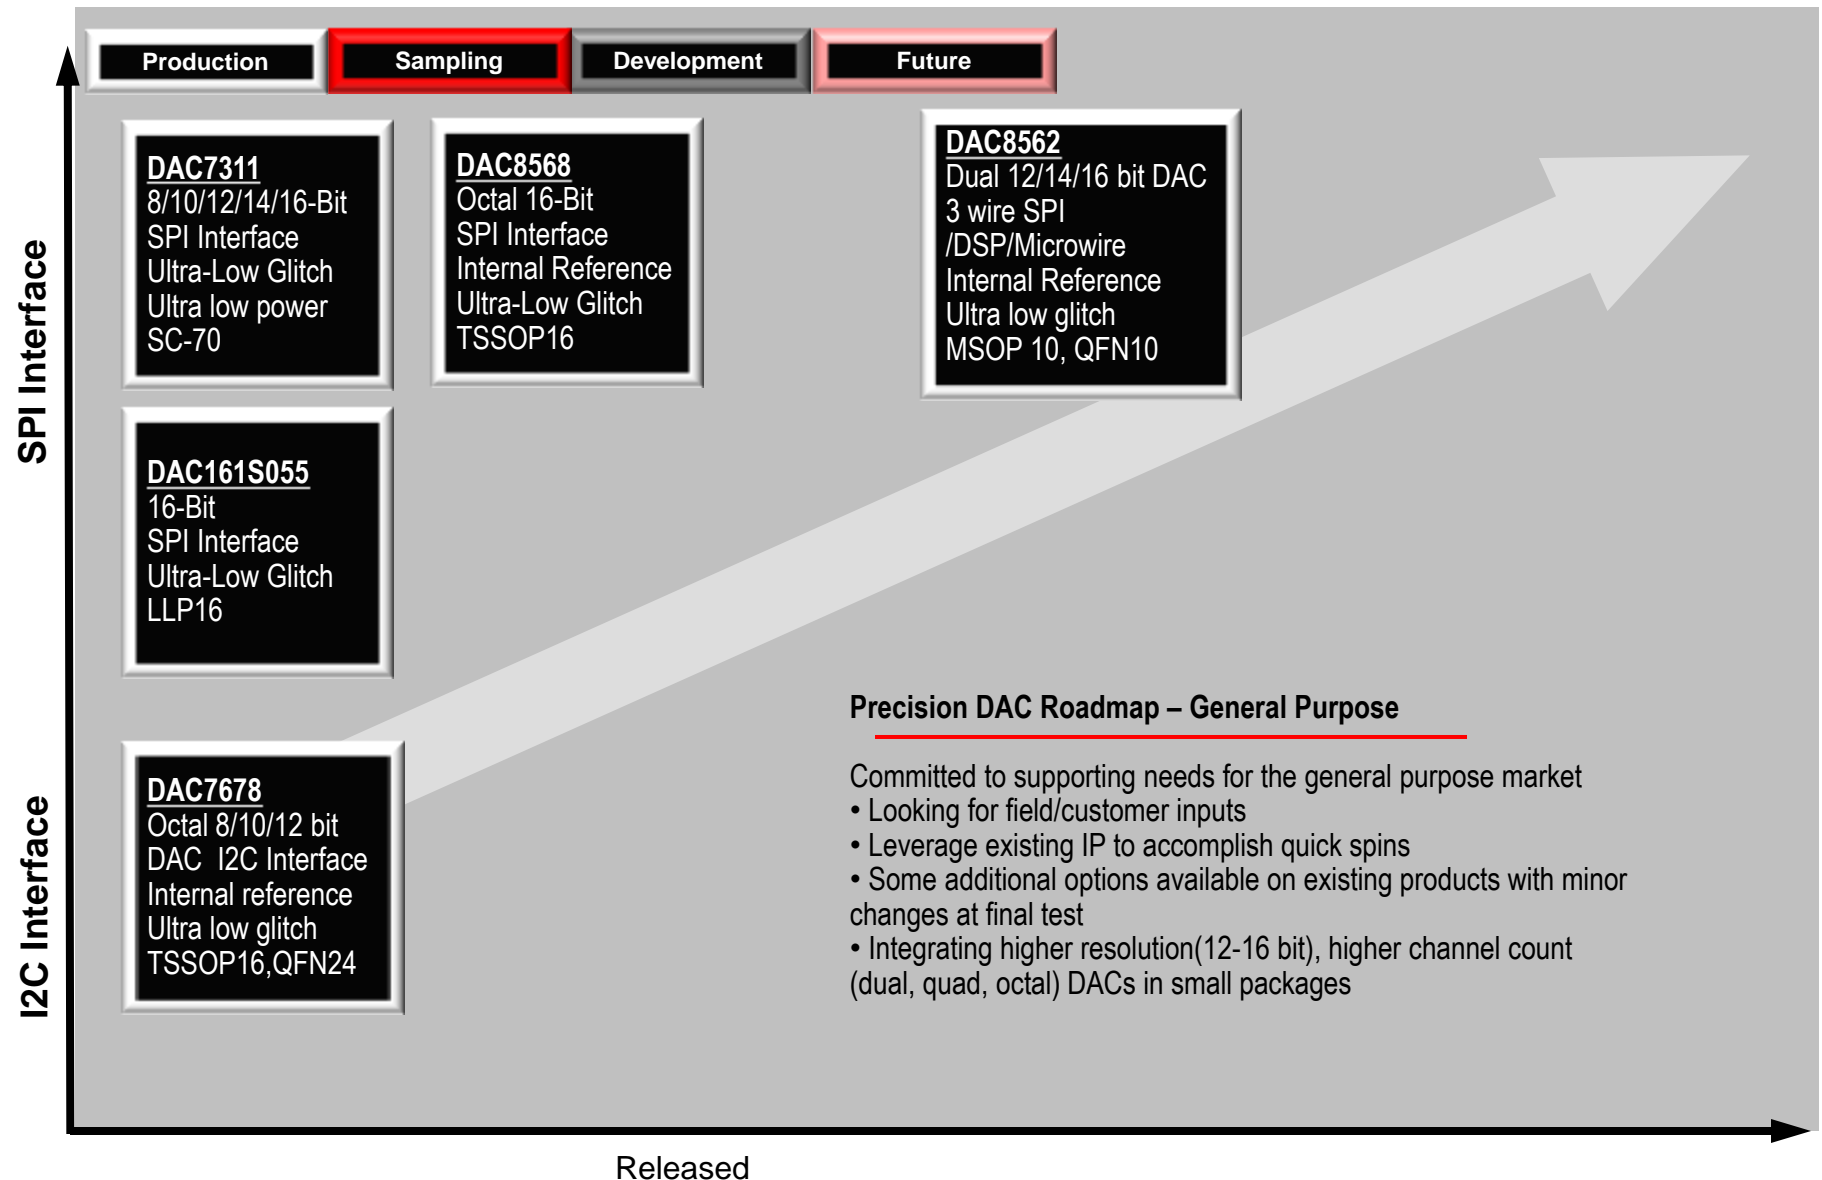 Production
Sampling
Development
Future
SPI Interface
I2C Interface
DAC7311
8/10/12/14/16-Bit
SPI Interface
Ultra-Low Glitch
Ultra low power
SC-70
DAC8568
Octal 16-Bit
SPI Interface
Internal Reference
Ultra-Low Glitch
TSSOP16
DAC8562
Dual 12/14/16 bit DAC
3 wire SPI
/DSP/Microwire
Internal Reference
Ultra low glitch
MSOP 10, QFN10
DAC161S055
16-Bit
SPI Interface
Ultra-Low Glitch
LLP16
DAC7678
Octal 8/10/12 bit
DAC  I2C Interface
Internal reference
Ultra low glitch
TSSOP16,QFN24
Precision DAC Roadmap – General Purpose
Committed to supporting needs for the general purpose market
• Looking for field/customer inputs
• Leverage existing IP to accomplish quick spins
• Some additional options available on existing products with minor
changes at final test
• Integrating higher resolution(12-16 bit), higher channel count
(dual, quad, octal) DACs in small packages
Released